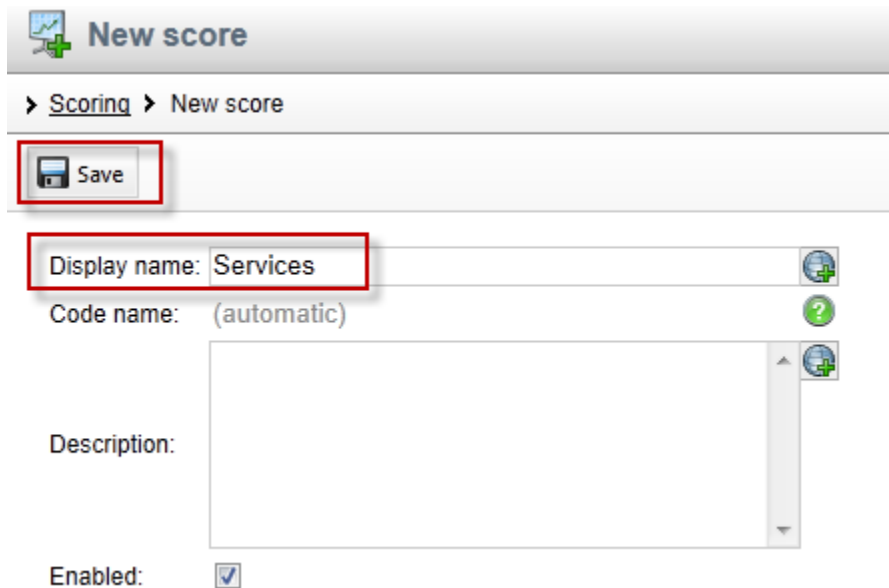 New score
Scoring New score
Save
Display name: Services
Code name: (automatic)
Description:
Enabled: